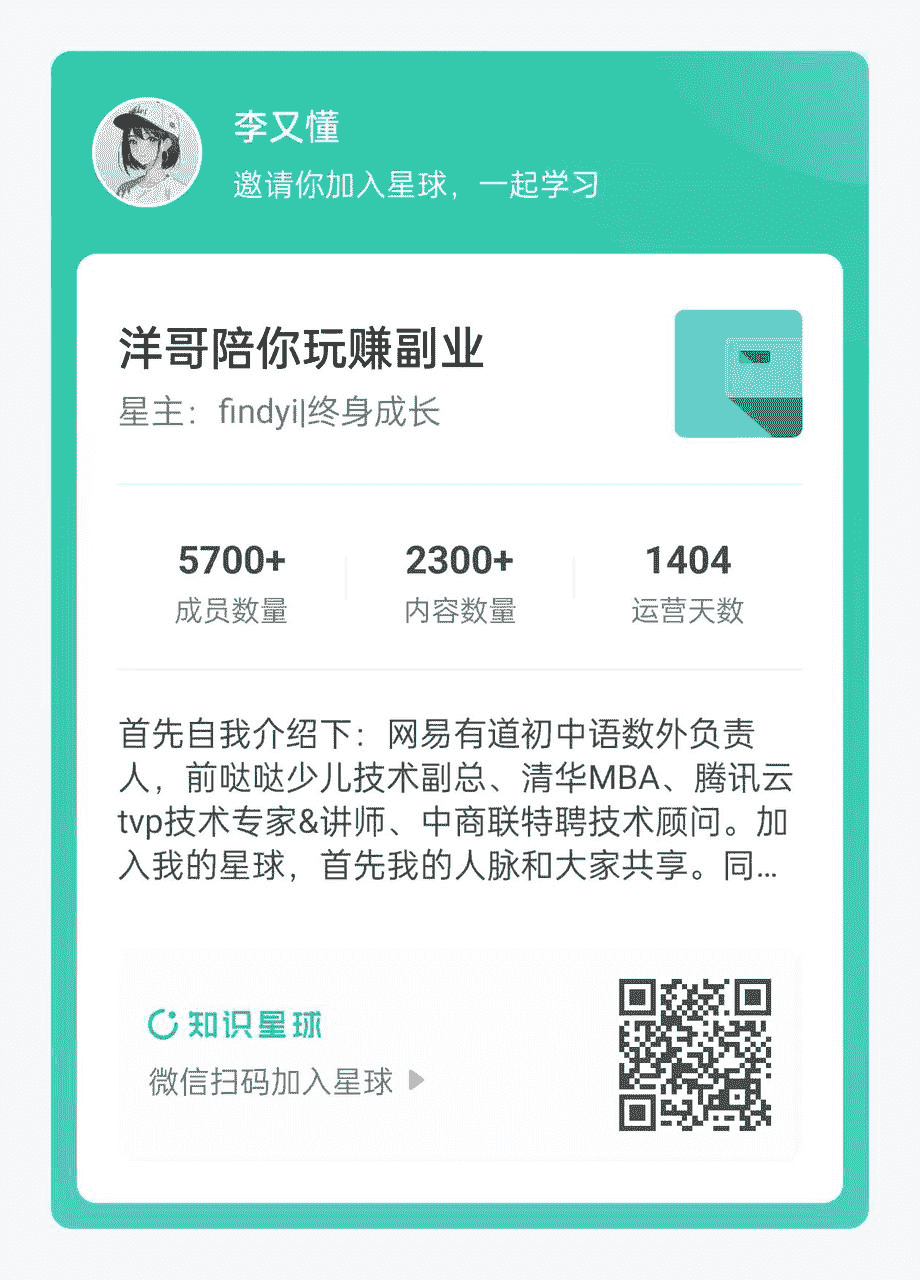 李又懂
邀请你加入星球，一起学习
洋哥陪你玩赚副业
星主：findyi|终身成长
5700+ 2300+ 1404
成员数量 内容数量 运营天数
首先自我介绍下：网易有道初中语数外负责
人，前哒哒少儿技术副总、清华MBA、腾讯云
tvp技术专家&讲师、中商联特聘技术顾问。加
入我的星球，首先我的人脉和大家共享。同...
知识星球
微信扫码加入星球